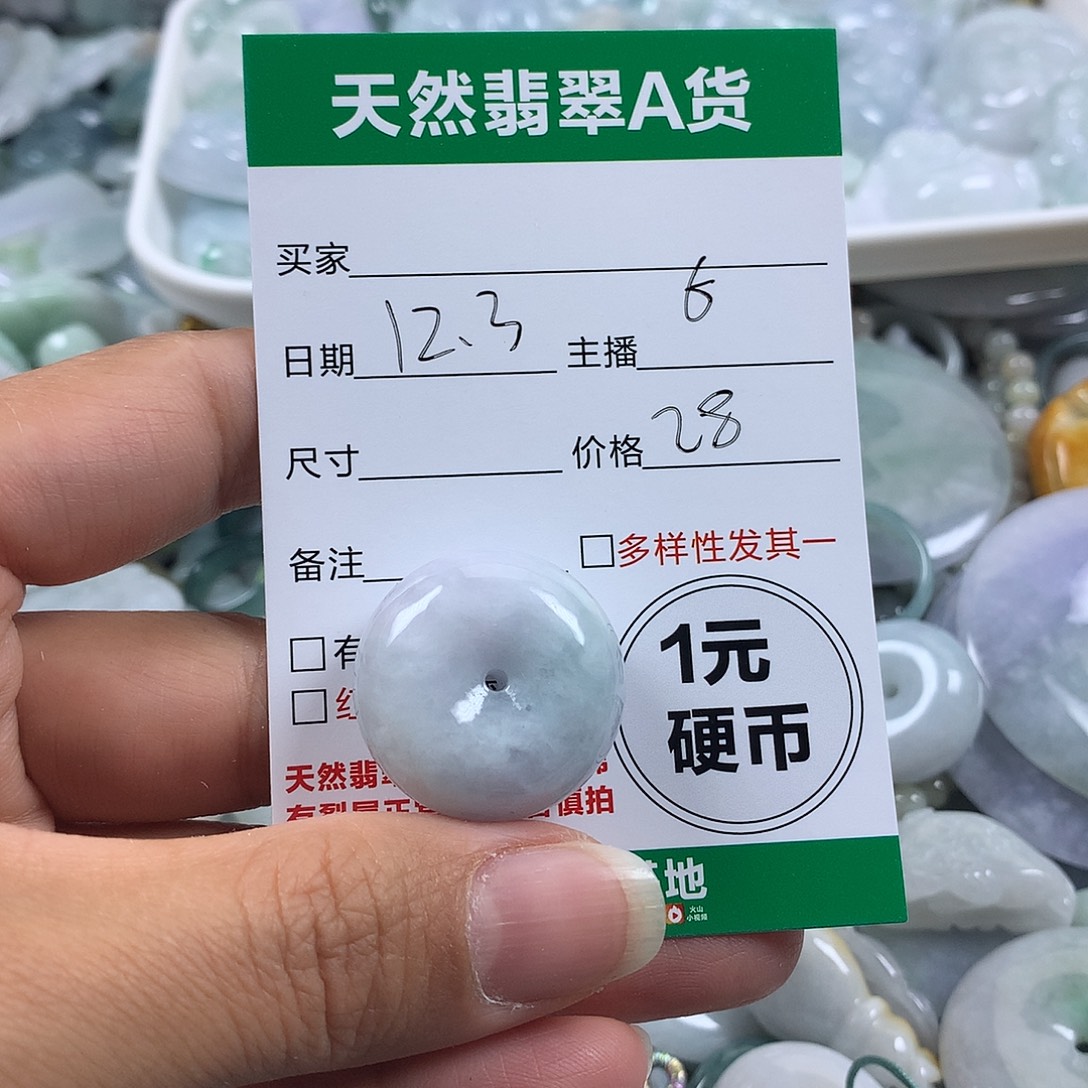 天然翡翠A货
买家
6
日期 12.3 主播
尺寸 价格 28
备注 □多样性发其一
□有
□红
1元
硬币
天然翡
慎拍
地
火山
小视频